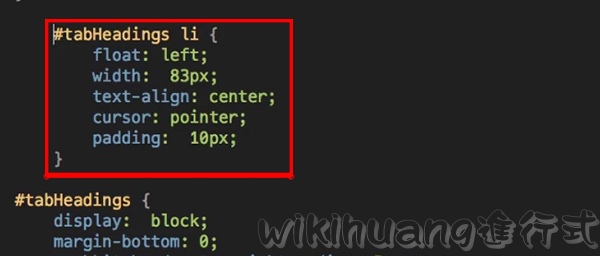 #tabHeadings li {
float: left;
width:  83px;
text-align: center;
cursor: pointer;
padding:  10px;
}
#tabHeadings {
display:  block;
margin-bottom: 0;
wikihuang進行式